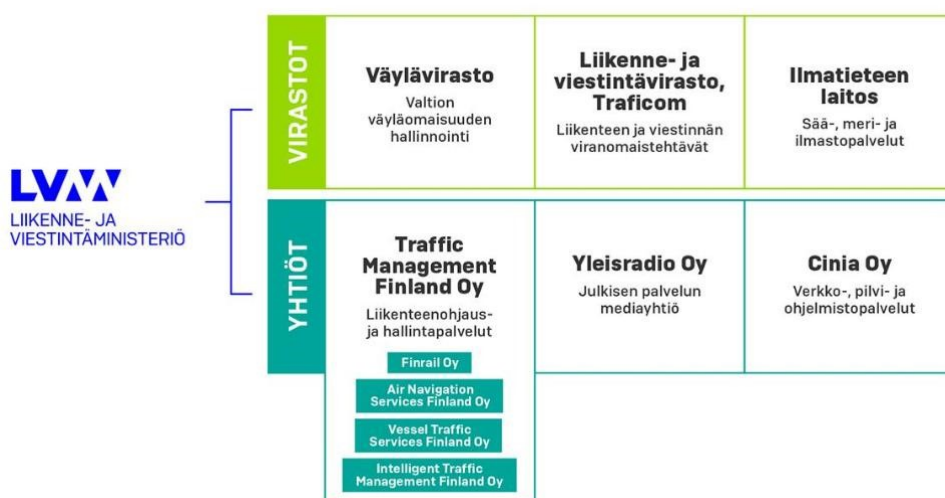 LVM
LIIKENNE- JA
VIESTINTÄMINISTERIÖ
VIRASTOT
Väylävirasto
Valtion
väyläomaisuuden
hallinnointi
Liikenne- ja
viestintävirasto,
Traficom
Liikenteen ja viestinnän
viranomaistehtävät
Ilmatieteen
laitos
Sää-, meri- ja
ilmastopalvelut
YHTIÖT
Traffic
Management
Finland Oy
Liikenteenohjaus-
ja hallintapalvelut
Finrail Oy
Air Navigation
Services Finland Oy
Vessel Traffic
Services Finland Oy
Intelligent Traffic
Management Finland Oy
Yleisradio Oy
Julkisen palvelun
mediayhtiö
Cinia Oy
Verkko-, pilvi- ja
ohjelmistopalvelut